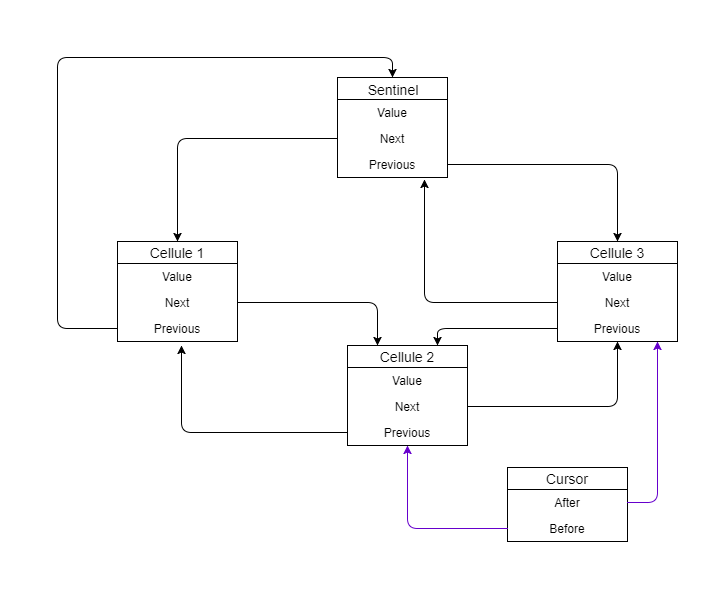 Sentinel
Value
Next
Previous
Cellule 1
Value
Next
Previous
Cellule 3
Value
Next
Previous
Cellule 2
Value
Next
Previous
Cursor
After
Before